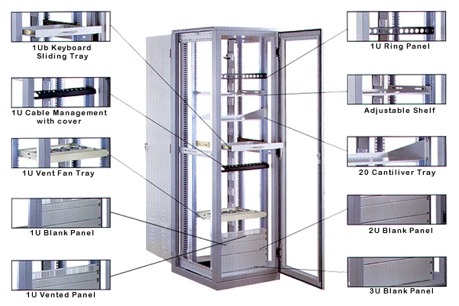 1Ub Keyboard
Sliding Tray
1U Cable Management
with cover
1U Vent Fan Tray
1U Blank Panel
1U Vented Panel
1U Ring Panel
Adjustable Shelf
20 Cantiliver Tray
2U Blank Panel
3U Blank Panel